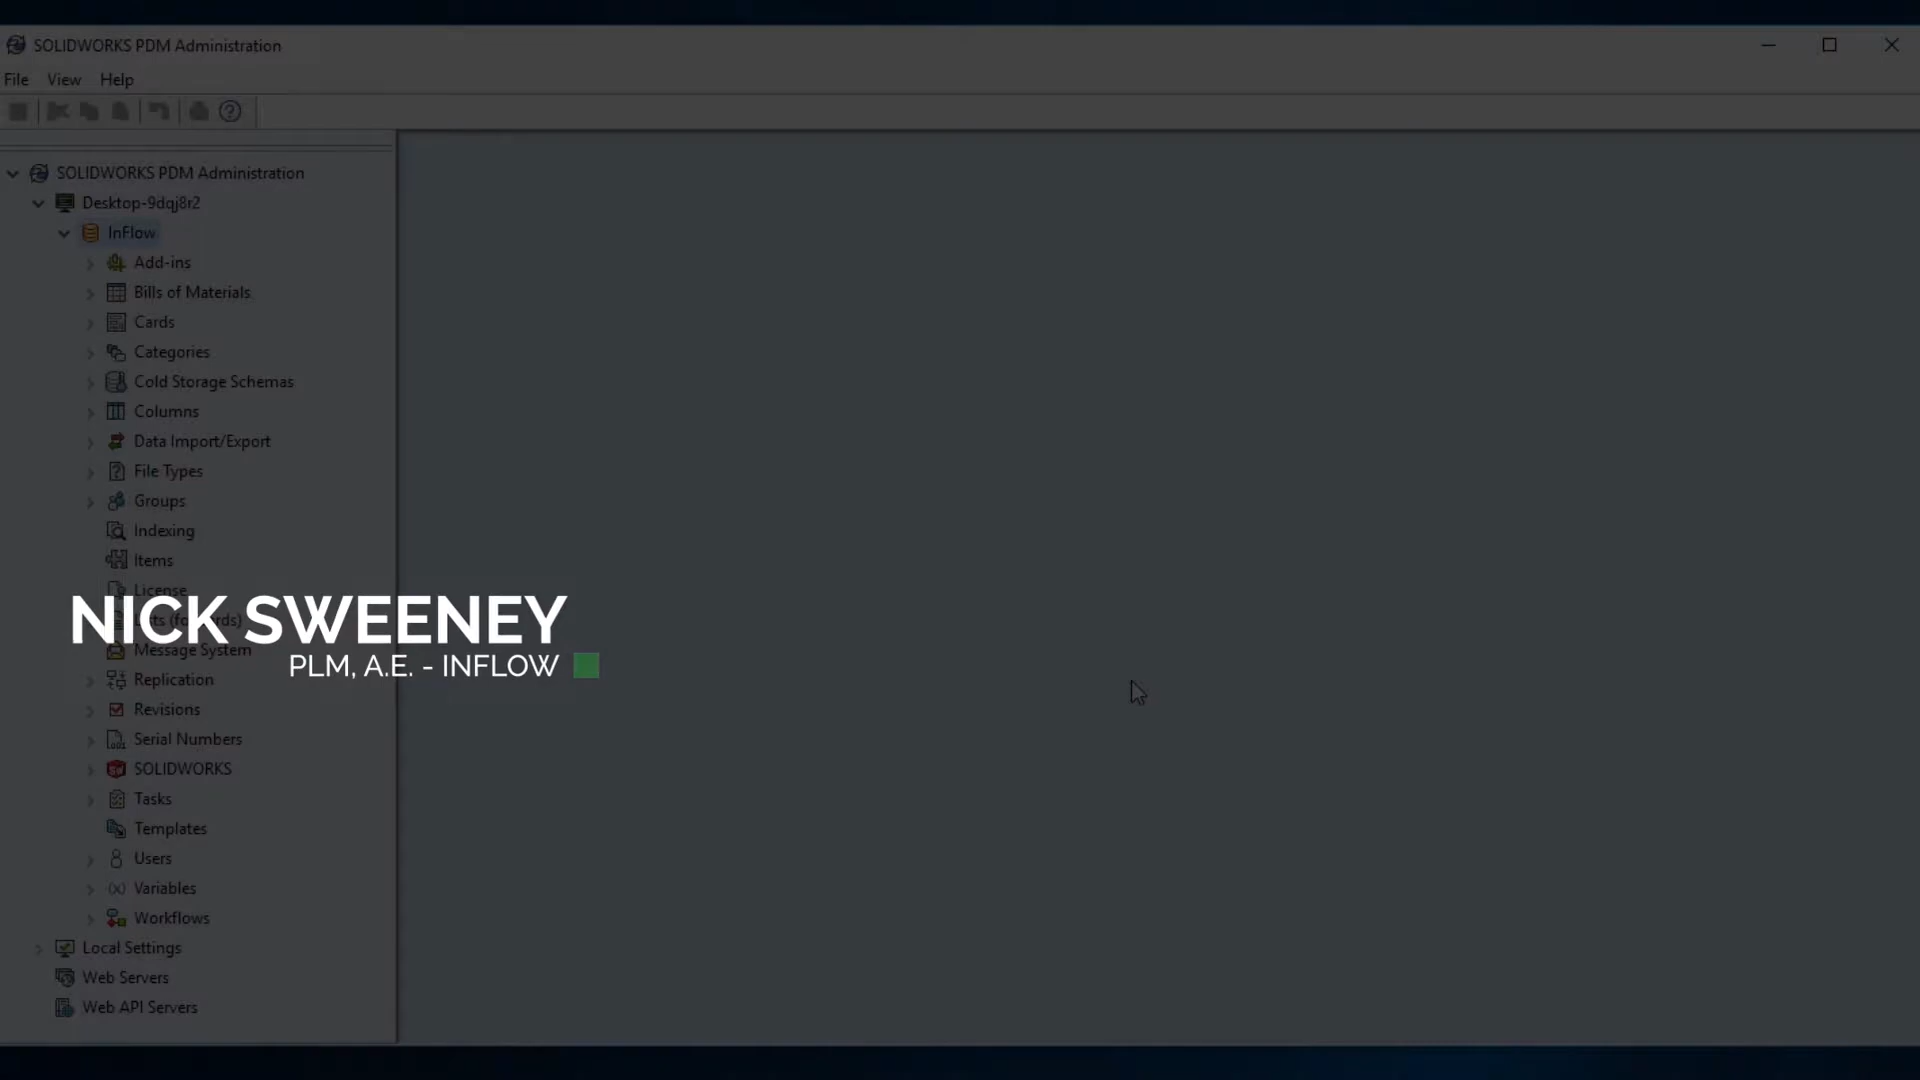 SOLIDWORKS PDM Administration
File View Help
SOLIDWORKS PDM Administration
Desktop-9dqj8r2
InFlow
Add-ins
Bills of Materials
Cards
Categories
Cold Storage Schemas
Columns
Data Import/Export
File Types
Groups
Indexing
Items
License
NICK SWEENEY
Message System
PLM, A.E. - INFLOW
Replication
Revisions
Serial Numbers
SOLIDWORKS
Tasks
Templates
Users
Variables
Workflows
Local Settings
Web Servers
Web API Servers